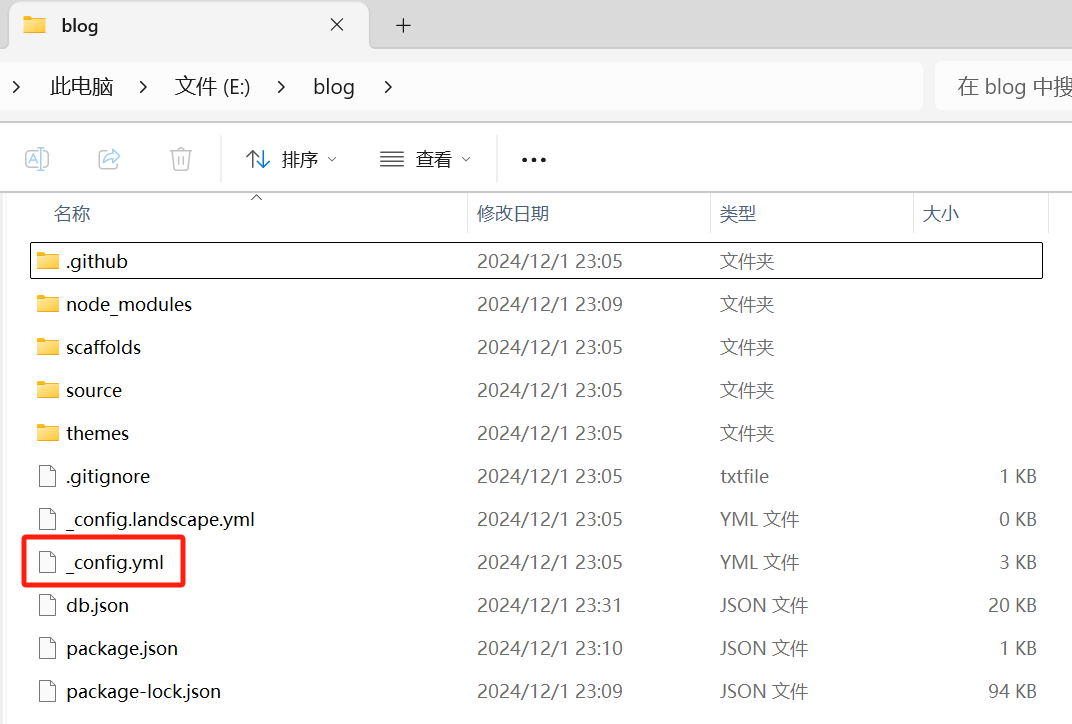 blog
此电脑 文件 (E:) blog
在 blog 中搜
排序 查看
名称 修改日期 类型 大小
.github 2024/12/1 23:05 文件夹
node_modules 2024/12/1 23:09 文件夹
scaffolds 2024/12/1 23:05 文件夹
source 2024/12/1 23:05 文件夹
themes 2024/12/1 23:05 文件夹
.gitignore 2024/12/1 23:05 txtfile 1 KB
_config.landscape.yml 2024/12/1 23:05 YML 文件 0 KB
_config.yml 2024/12/1 23:05 YML 文件 3 KB
db.json 2024/12/1 23:31 JSON 文件 20 KB
package.json 2024/12/1 23:10 JSON 文件 1 KB
package-lock.json 2024/12/1 23:09 JSON 文件 94 KB